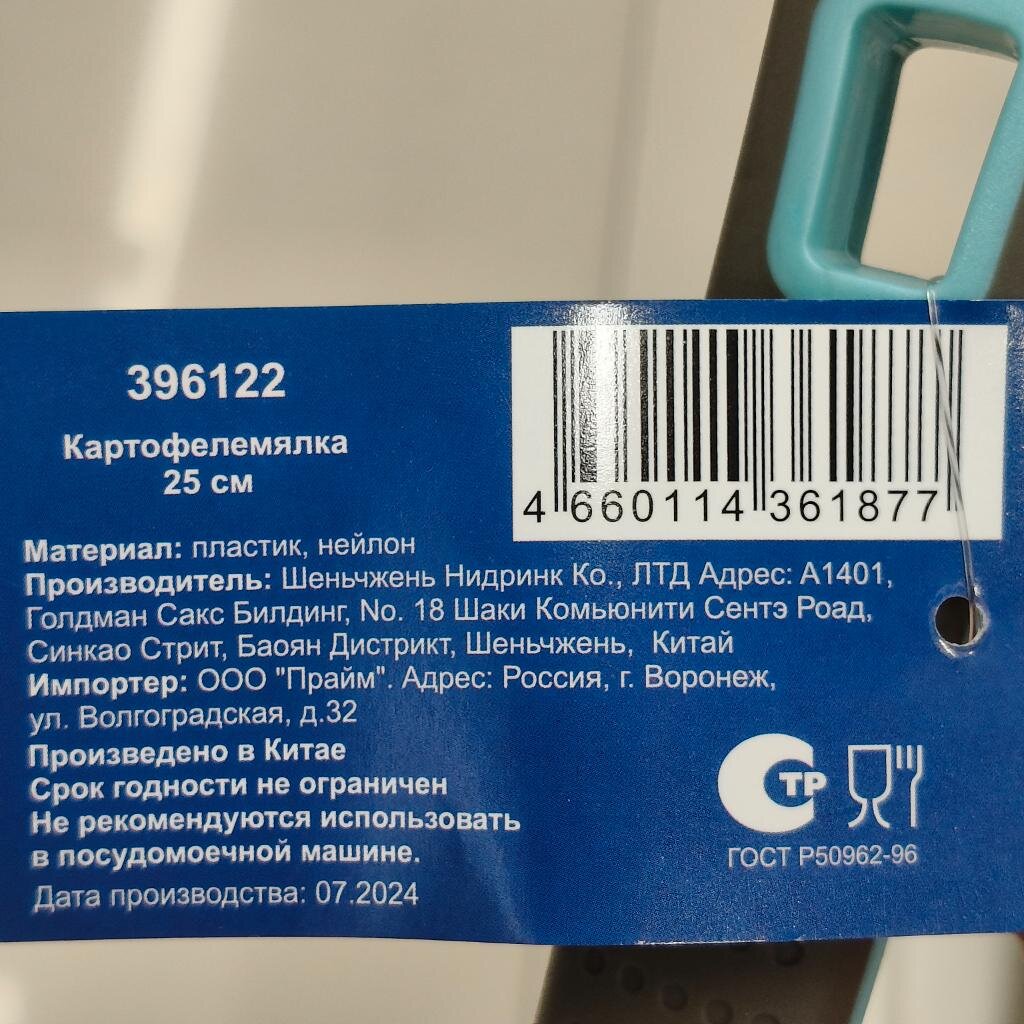 396122
Картофелемялка
25 см
4 660114 361877
Материал: пластик, нейлон
Производитель: Шеньчжень Нидринк Ко., ЛТД Адрес: А1401,
Голдман Сакс Билдинг, No. 18 Шаки Комьюнити Сентэ Роад,
Синкао Стрит, Баоян Дистрикт, Шеньчжень, Китай
Импортер: ООО "Прайм". Адрес: Россия, г. Воронеж,
ул. Волгоградская, д.32
Произведено в Китае
Срок годности не ограничен
Не рекомендуются использовать
в посудомоечной машине.
Дата производства: 07.2024
СТР
ГОСТ Р50962-96